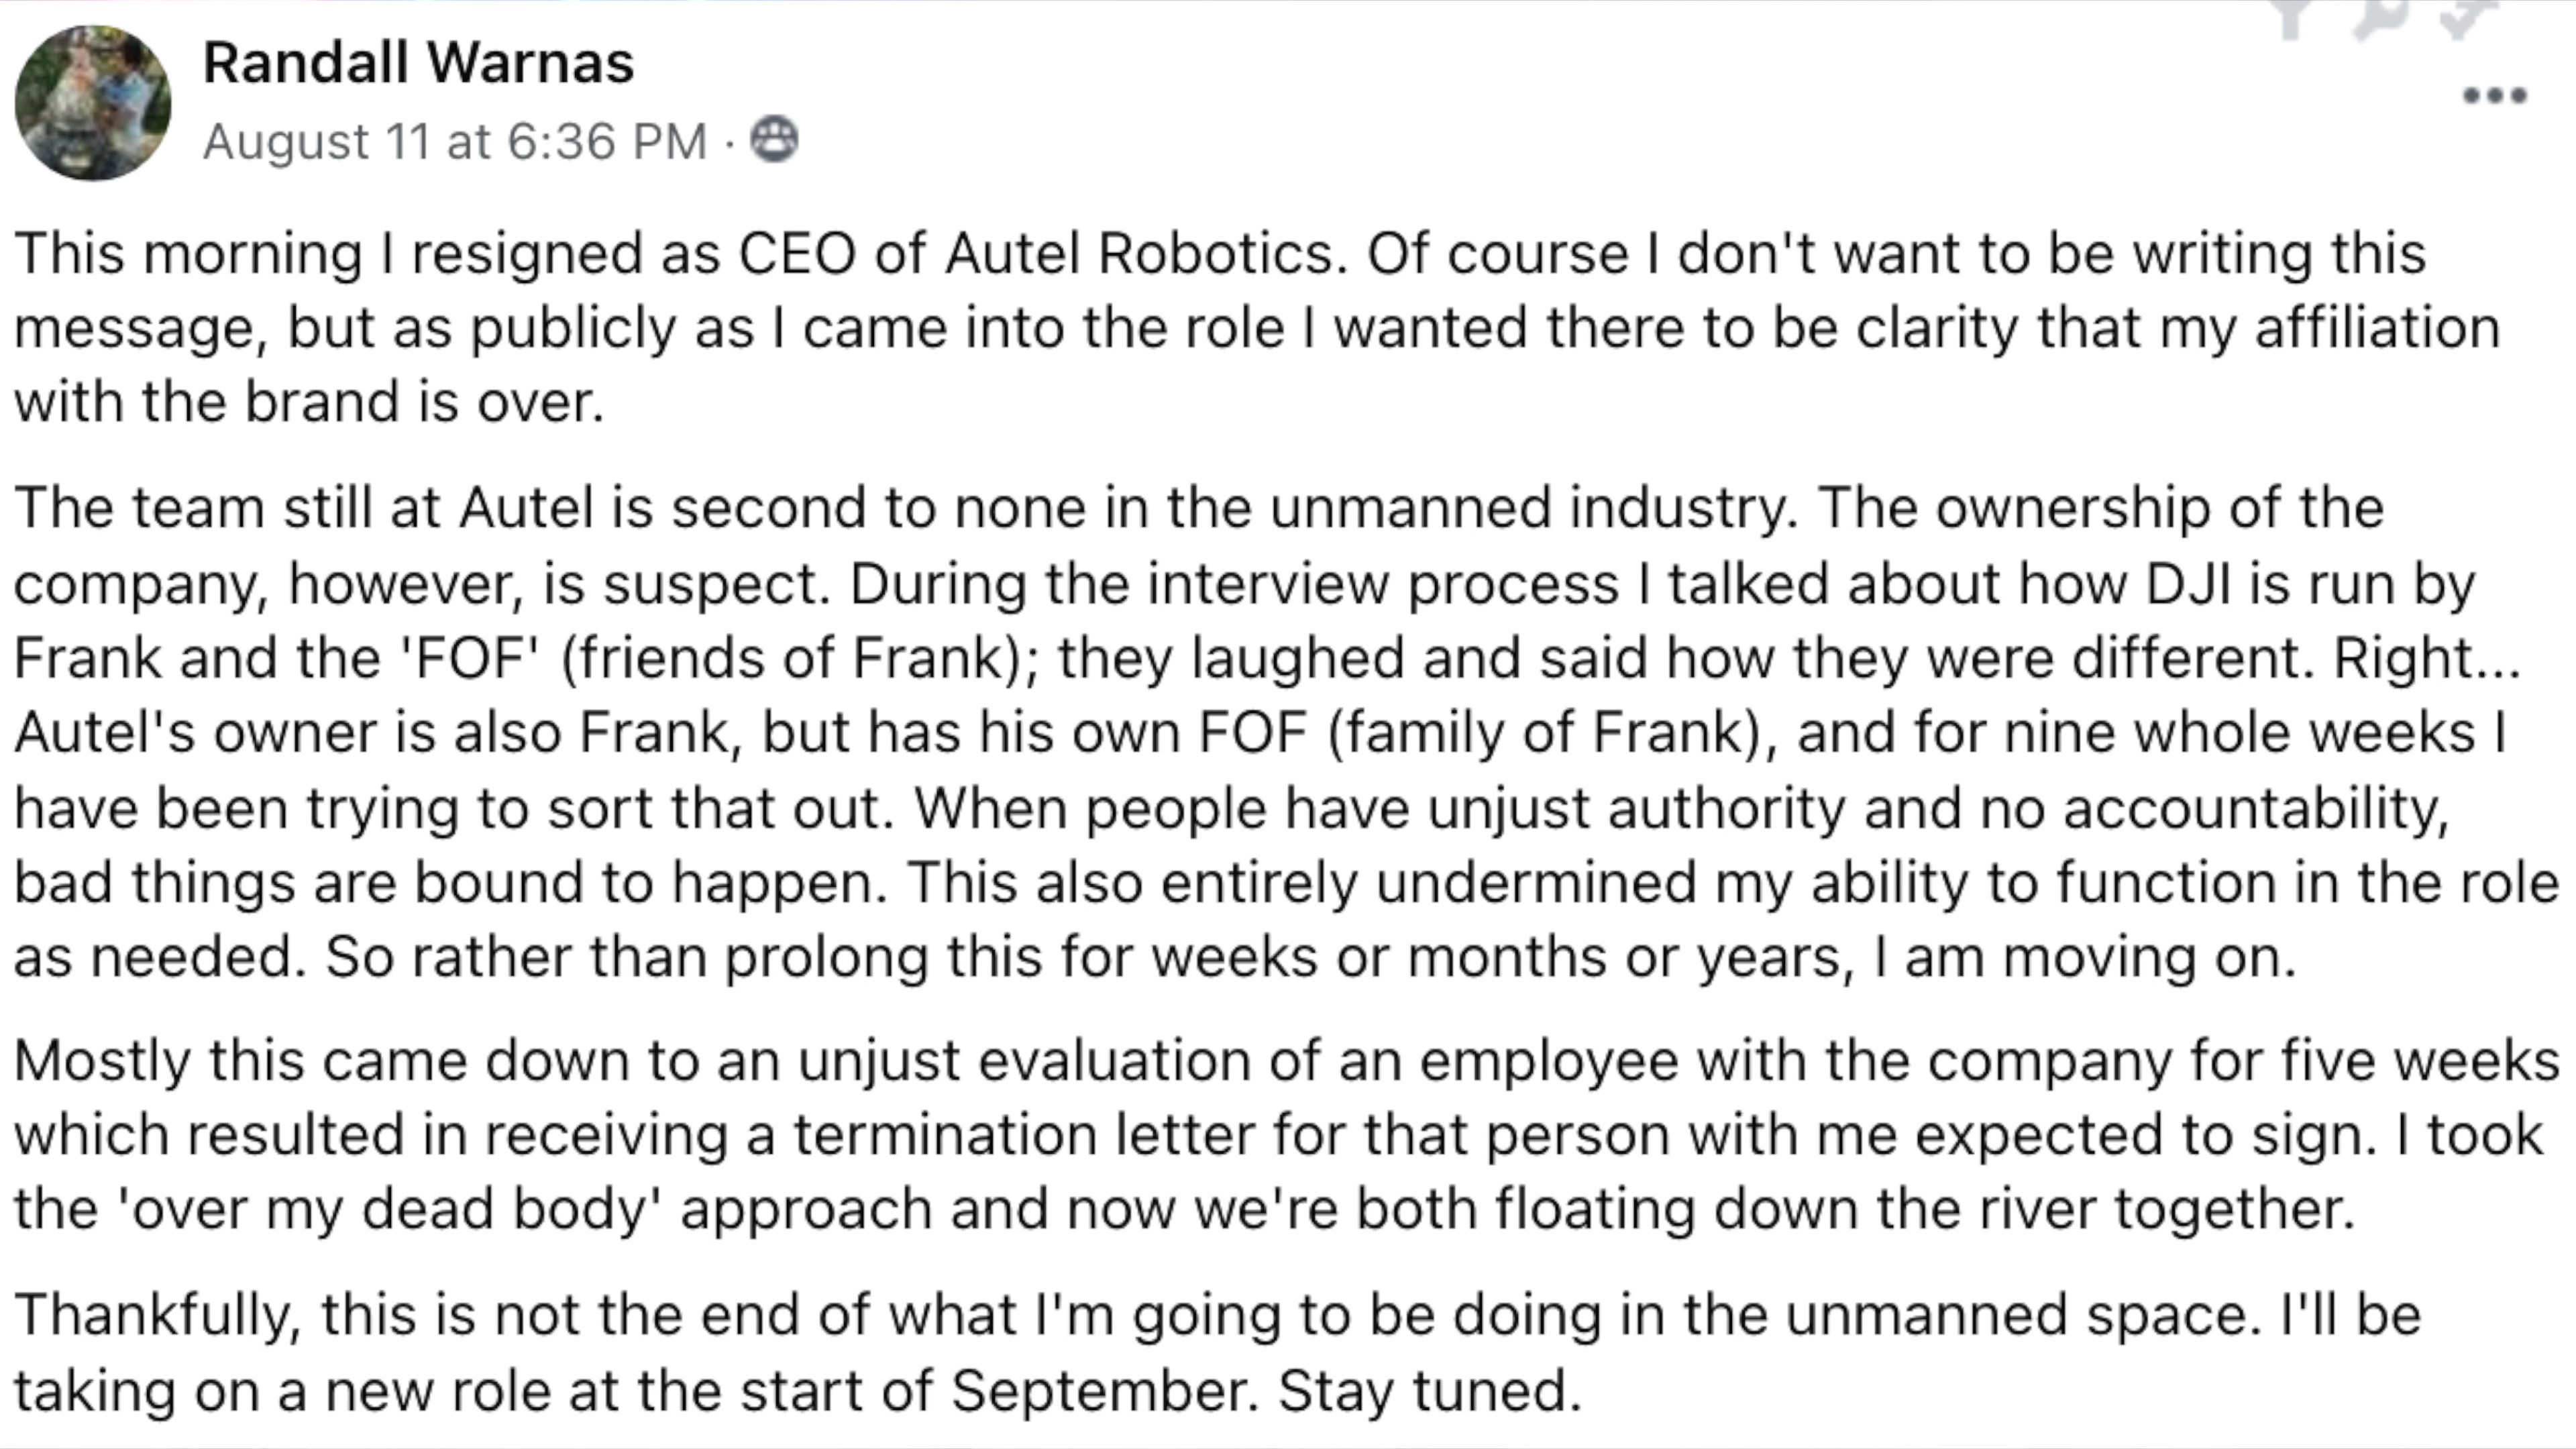 Randall Warnas
August 11 at 6:36 PM ·
This morning I resigned as CEO of Autel Robotics. Of course I don't want to be writing this
message, but as publicly as I came into the role I wanted there to be clarity that my affiliation
with the brand is over.
The team still at Autel is second to none in the unmanned industry. The ownership of the
company, however, is suspect. During the interview process I talked about how DJI is run by
Frank and the 'FOF' (friends of Frank); they laughed and said how they were different. Right...
Autel's owner is also Frank, but has his own FOF (family of Frank), and for nine whole weeks I
have been trying to sort that out. When people have unjust authority and no accountability,
bad things are bound to happen. This also entirely undermined my ability to function in the role
as needed. So rather than prolong this for weeks or months or years, I am moving on.
Mostly this came down to an unjust evaluation of an employee with the company for five weeks
which resulted in receiving a termination letter for that person with me expected to sign. I took
the 'over my dead body' approach and now we're both floating down the river together.
Thankfully, this is not the end of what I'm going to be doing in the unmanned space. I'll be
taking on a new role at the start of September. Stay tuned.